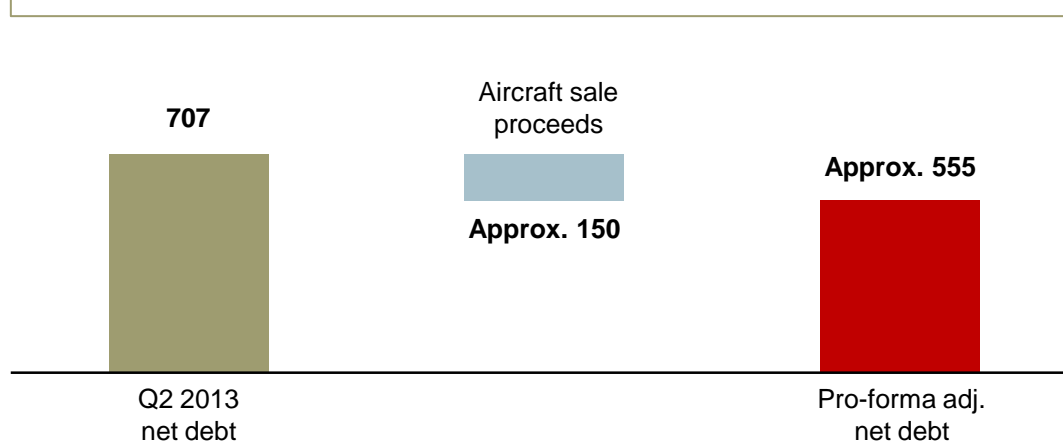 707
Aircraft sale
proceeds
Approx. 150
Approx. 555
Q2 2013
net debt
Pro-forma adj.
net debt